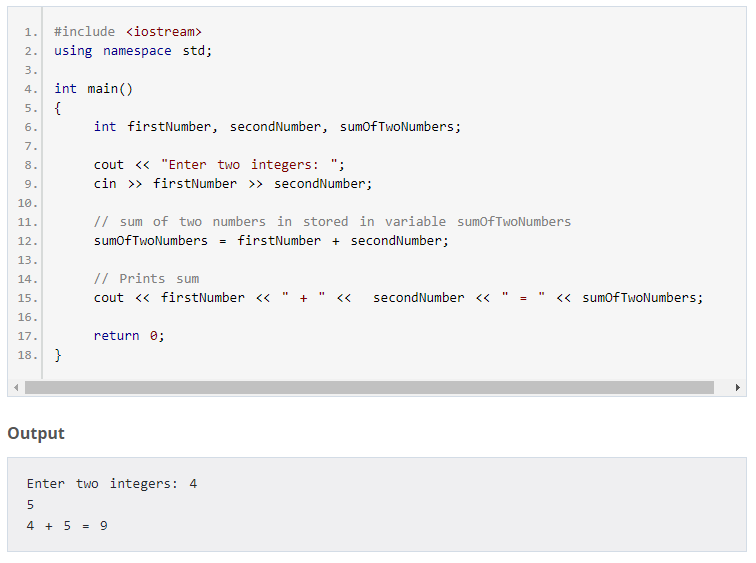 1. #include <iostream>
2. using namespace std;
3.
4. int main()
5. {
6.     int firstNumber, secondNumber, sumOfTwoNumbers;
7.
8.     cout << "Enter two integers: ";
9.     cin >> firstNumber >> secondNumber;
10.
11.     // sum of two numbers in stored in variable sumOfTwoNumbers
12.     sumOfTwoNumbers = firstNumber + secondNumber;
13.
14.     // Prints sum
15.     cout << firstNumber << " + " <<  secondNumber << " = " << sumOfTwoNumbers;
16.
17.     return 0;
18. }
Output
Enter two integers: 4
5
4 + 5 = 9